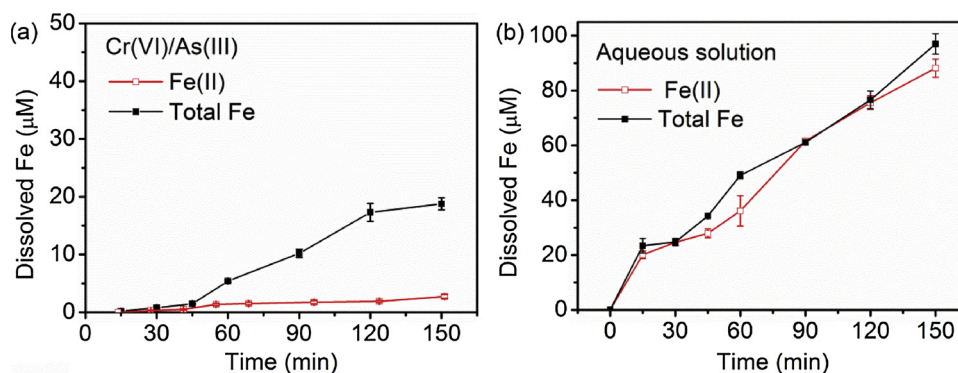 (a)
Cr(VI)/As(III)
Fe(II)
Total Fe
Dissolved Fe (μM)
50
40
30
20
10
0
0 30 60 90 120 150
Time (min)
(b)
Aqueous solution
Fe(II)
Total Fe
Dissolved Fe (μM)
100
80
60
40
20
0
0 30 60 90 120 150
Time (min)